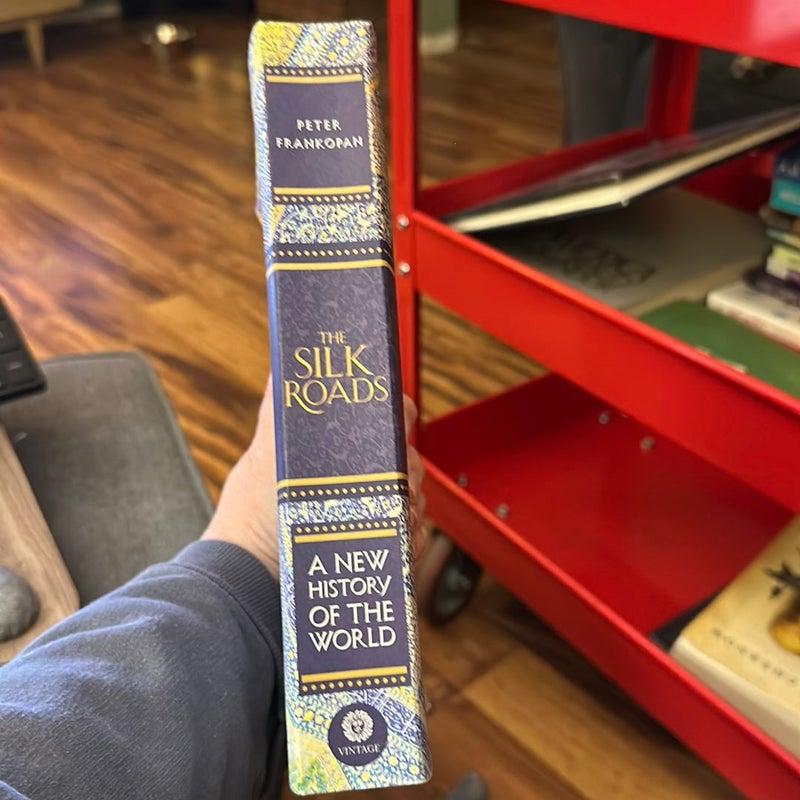 PETER
FRANKOPAN
THE
SILK
ROADS
A NEW
HISTORY
OF THE
WORLD
VINTAGE